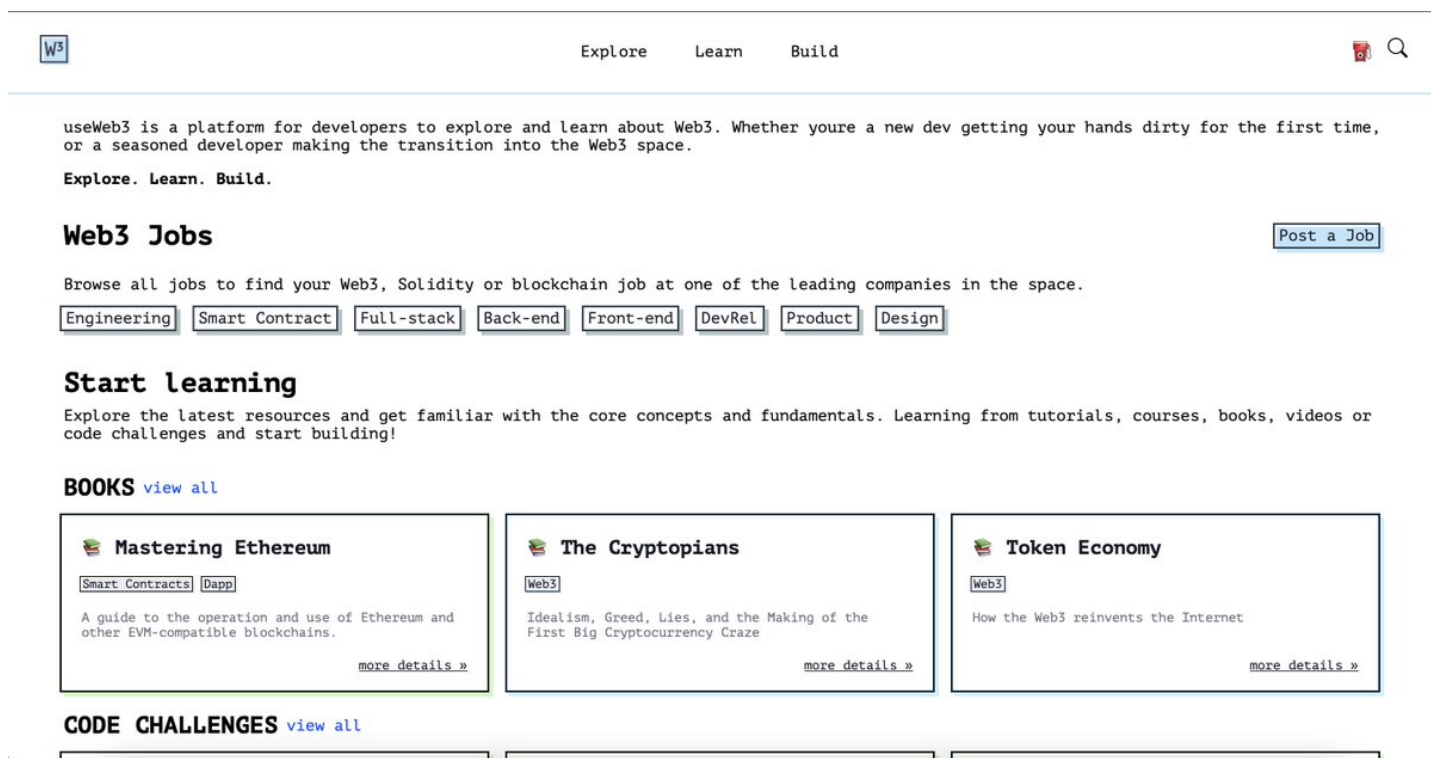 W³
Explore Learn Build
useWeb3 is a platform for developers to explore and learn about Web3. Whether youre a new dev getting your hands dirty for the first time,
or a seasoned developer making the transition into the Web3 space.
Explore. Learn. Build.
Web3 Jobs
Post a Job
Browse all jobs to find your Web3, Solidity or blockchain job at one of the leading companies in the space.
Engineering Smart Contract Full-stack Back-end Front-end DevRel Product Design
Start learning
Explore the latest resources and get familiar with the core concepts and fundamentals. Learning from tutorials, courses, books, videos or
code challenges and start building!
BOOKS view all
Mastering Ethereum
Smart Contracts Dapp
A guide to the operation and use of Ethereum and
other EVM-compatible blockchains.
more details »
The Cryptopians
Web3
Idealism, Greed, Lies, and the Making of the
First Big Cryptocurrency Craze
more details »
Token Economy
Web3
How the Web3 reinvents the Internet
more details »
CODE CHALLENGES view all